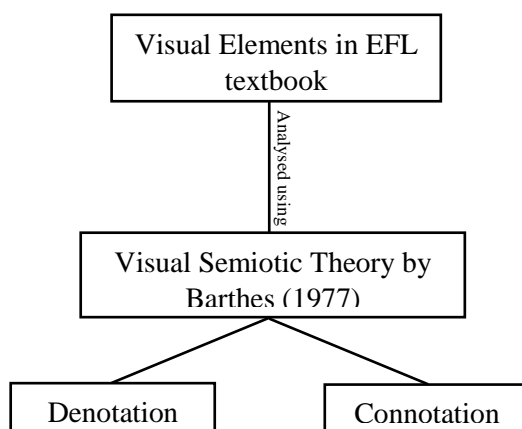 Visual Elements in EFL
textbook
Analysed using
Visual Semiotic Theory by
Barthes (1977)
Denotation
Connotation